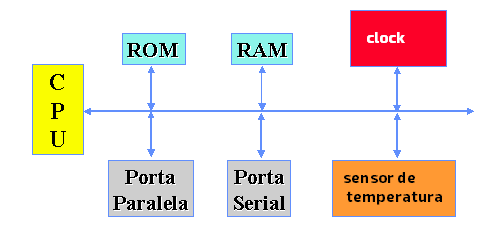 ROM
RAM
clock
C
P
U
Porta
Paralela
Porta
Serial
sensor de
temperatura